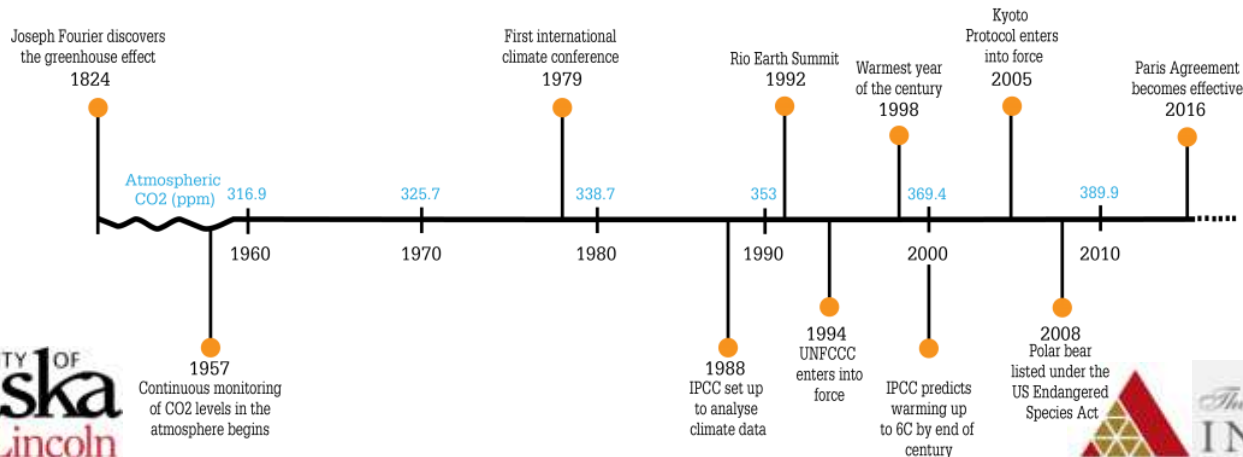 Joseph Fourier discovers
the greenhouse effect
1824
First international
climate conference
1979
Rio Earth Summit
1992
Warmest year
of the century
1998
Kyoto
Protocol enters
into force
2005
Paris Agreement
becomes effective
2016
Atmospheric
CO2 (ppm)
316.9
325.7
338.7
353
369.4
389.9
1960
1970
1980
1990
2000
2010
1957
Continuous monitoring
of CO2 levels in the
atmosphere begins
1988
IPCC set up
to analyse
climate data
1994
UNFCCC
enters into
force
IPCC predicts
warming up
to 6C by end of
century
2008
Polar bear
listed under the
US Endangered
Species Act
TY OF
ska
Lincoln
IN